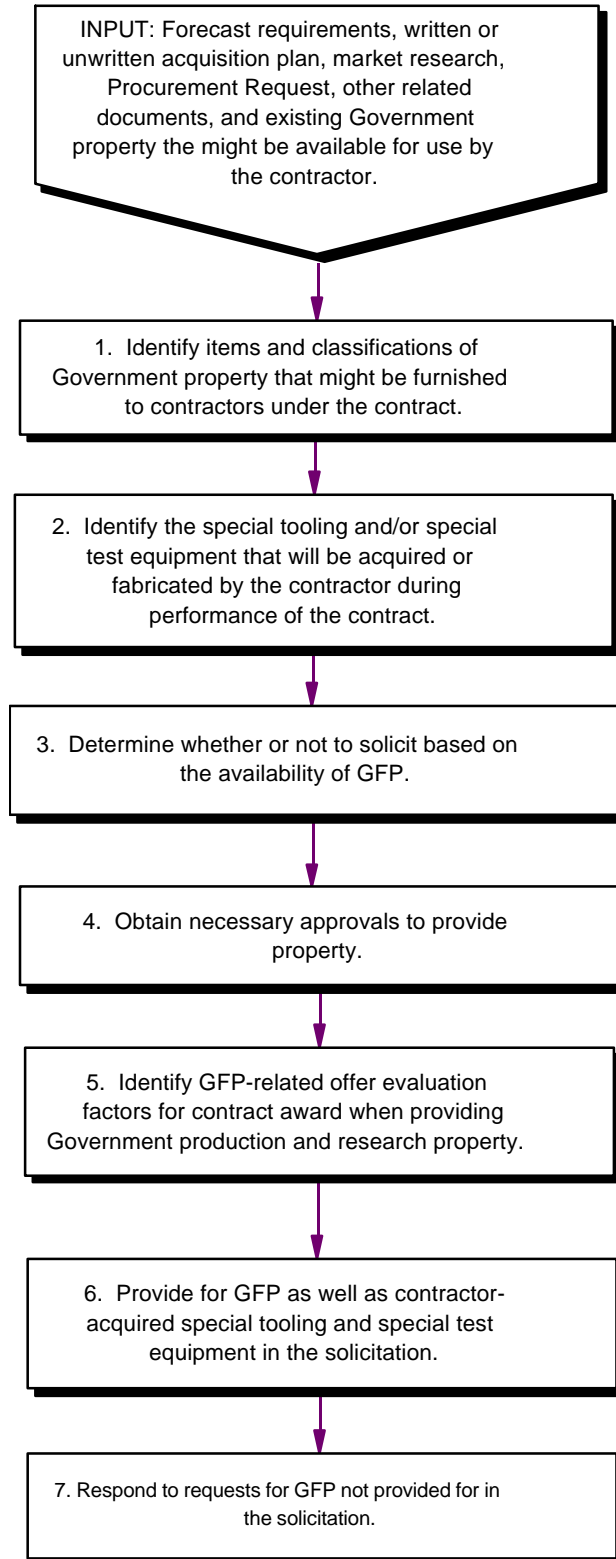 INPUT: Forecast requirements, written or
unwritten acquisition plan, market research,
Procurement Request, other related
documents, and existing Government
property the might be available for use by
the contractor.
1. Identify items and classifications of
Government property that might be furnished
to contractors under the contract.
2. Identify the special tooling and/or special
test equipment that will be acquired or
fabricated by the contractor during
performance of the contract.
3. Determine whether or not to solicit based on
the availability of GFP.
4. Obtain necessary approvals to provide
property.
5. Identify GFP-related offer evaluation
factors for contract award when providing
Government production and research property.
6. Provide for GFP as well as contractor-
acquired special tooling and special test
equipment in the solicitation.
7. Respond to requests for GFP not provided for in
the solicitation.